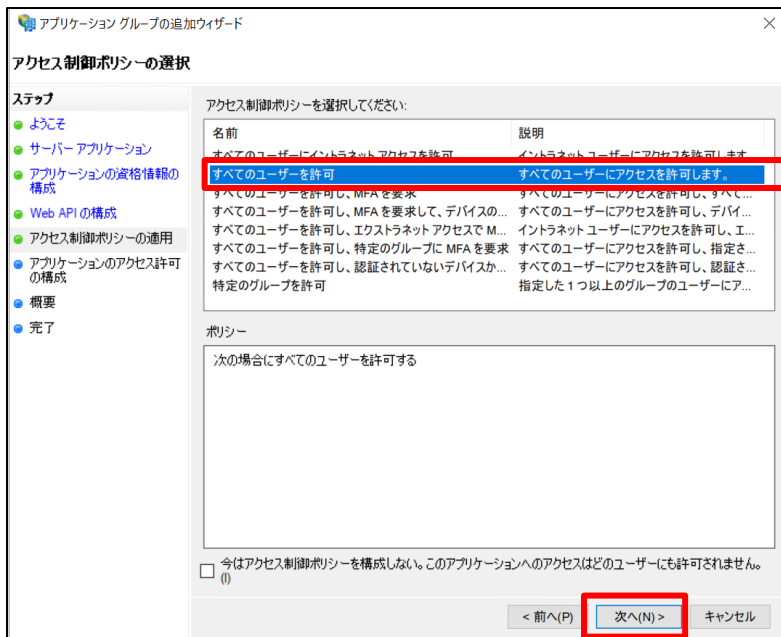 アプリケーション グループの追加ウィザード
アクセス制御ポリシーの選択
ステップ
ようこそ
サーバー アプリケーション
アプリケーションの資格情報の
構成
Web API の構成
アクセス制御ポリシーの適用
アプリケーションのアクセス許可
の構成
概要
完了
アクセス制御ポリシーを選択してください:
名前 説明
すべてのユーザーにイントラネット アクセスを許可 イントラネット ユーザーにアクセスを許可します
すべてのユーザーを許可 すべてのユーザーにアクセスを許可します。
すべてのユーザーを許可し、MFA を要求 すべてのユーザーにアクセスを許可し、すべて...
すべてのユーザーを許可し、MFA を要求して、デバイスの... すべてのユーザーにアクセスを許可し、デバイ...
すべてのユーザーを許可し、エクストラネット アクセスで M... イントラネット ユーザーにアクセスを許可し、エ...
すべてのユーザーを許可し、特定のグループに MFA を要求 すべてのユーザーにアクセスを許可し、指定さ...
すべてのユーザーを許可し、認証されていないデバイスか... すべてのユーザーにアクセスを許可し、認証さ...
特定のグループを許可 指定した 1 つ以上のグループのユーザーにア...
ポリシー
次の場合にすべてのユーザーを許可する
今はアクセス制御ポリシーを構成しない。このアプリケーションへのアクセスはどのユーザーにも許可されません。
(I)
< 前へ(P) 次へ(N) > キャンセル